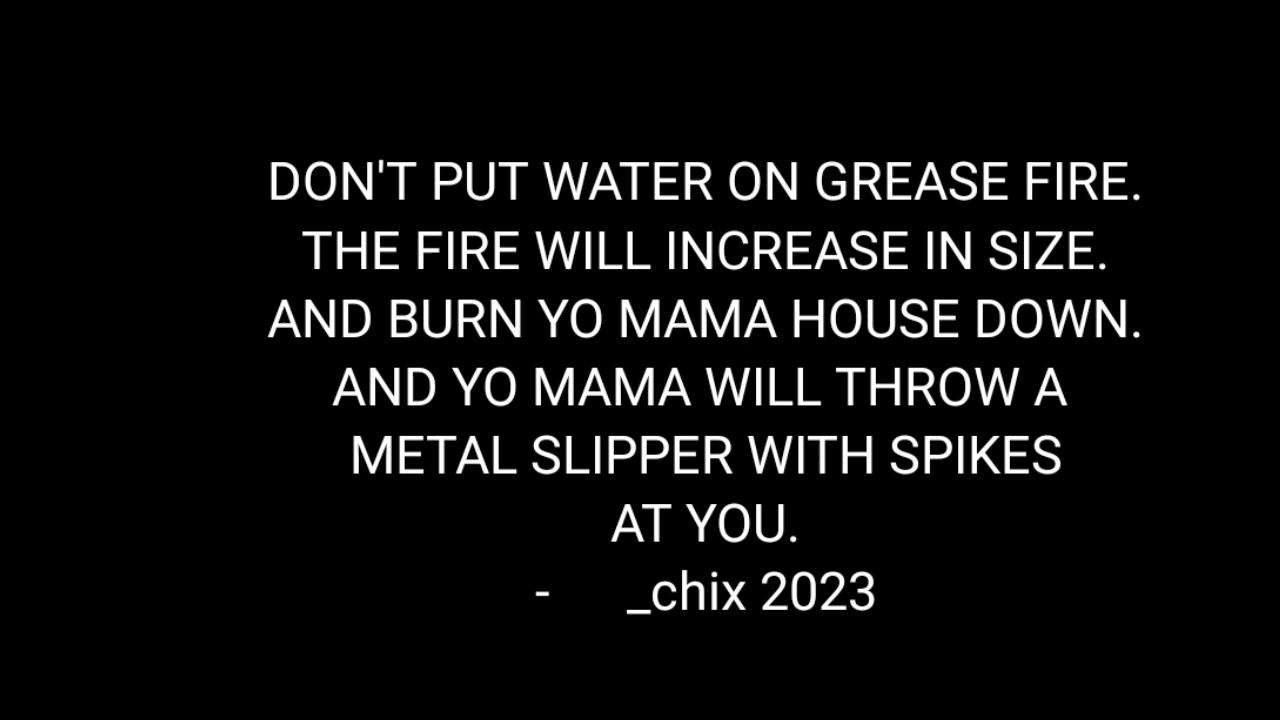 DON'T PUT WATER ON GREASE FIRE.
THE FIRE WILL INCREASE IN SIZE.
AND BURN YO MAMA HOUSE DOWN.
AND YO MAMA WILL THROW A
METAL SLIPPER WITH SPIKES
AT YOU.
- _chix 2023